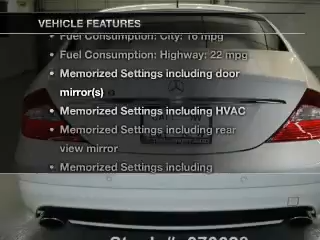 VEHICLE FEATURES
Fuel Consumption: City: 16 mpg
Fuel Consumption: Highway: 22 mpg
Memorized Settings including door
mirror(s)
Memorized Settings including HVAC
Memorized Settings including rear
view mirror
Memorized Settings including